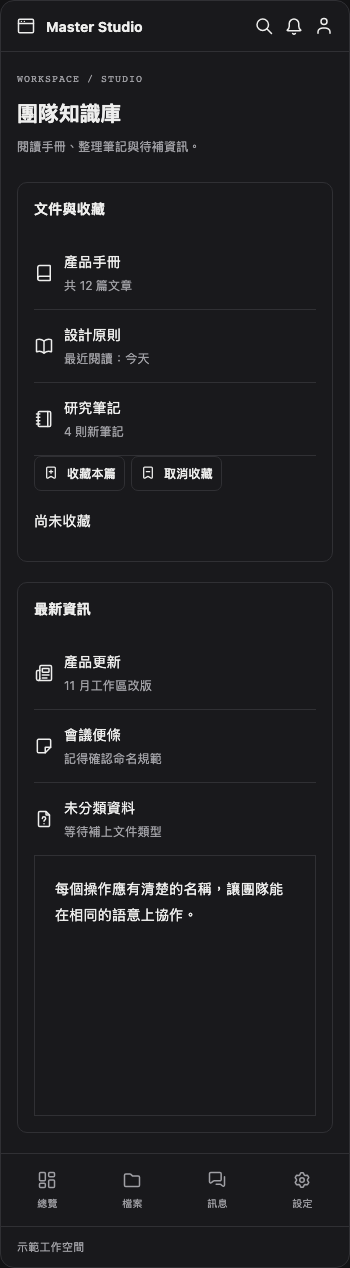 Master Studio
WORKSPACE / STUDIO
團隊知識庫
閱讀手冊、整理筆記與待補資訊。
文件與收藏
產品手冊
共 12 篇文章
設計原則
最近閱讀：今天
研究筆記
4 則新筆記
收藏本篇 取消收藏
尚未收藏
最新資訊
產品更新
11 月工作區改版
會議便條
記得確認命名規範
未分類資料
等待補上文件類型
每個操作應有清楚的名稱，讓團隊能
在相同的語意上協作。
總覽 檔案 訊息 設定
示範工作空間